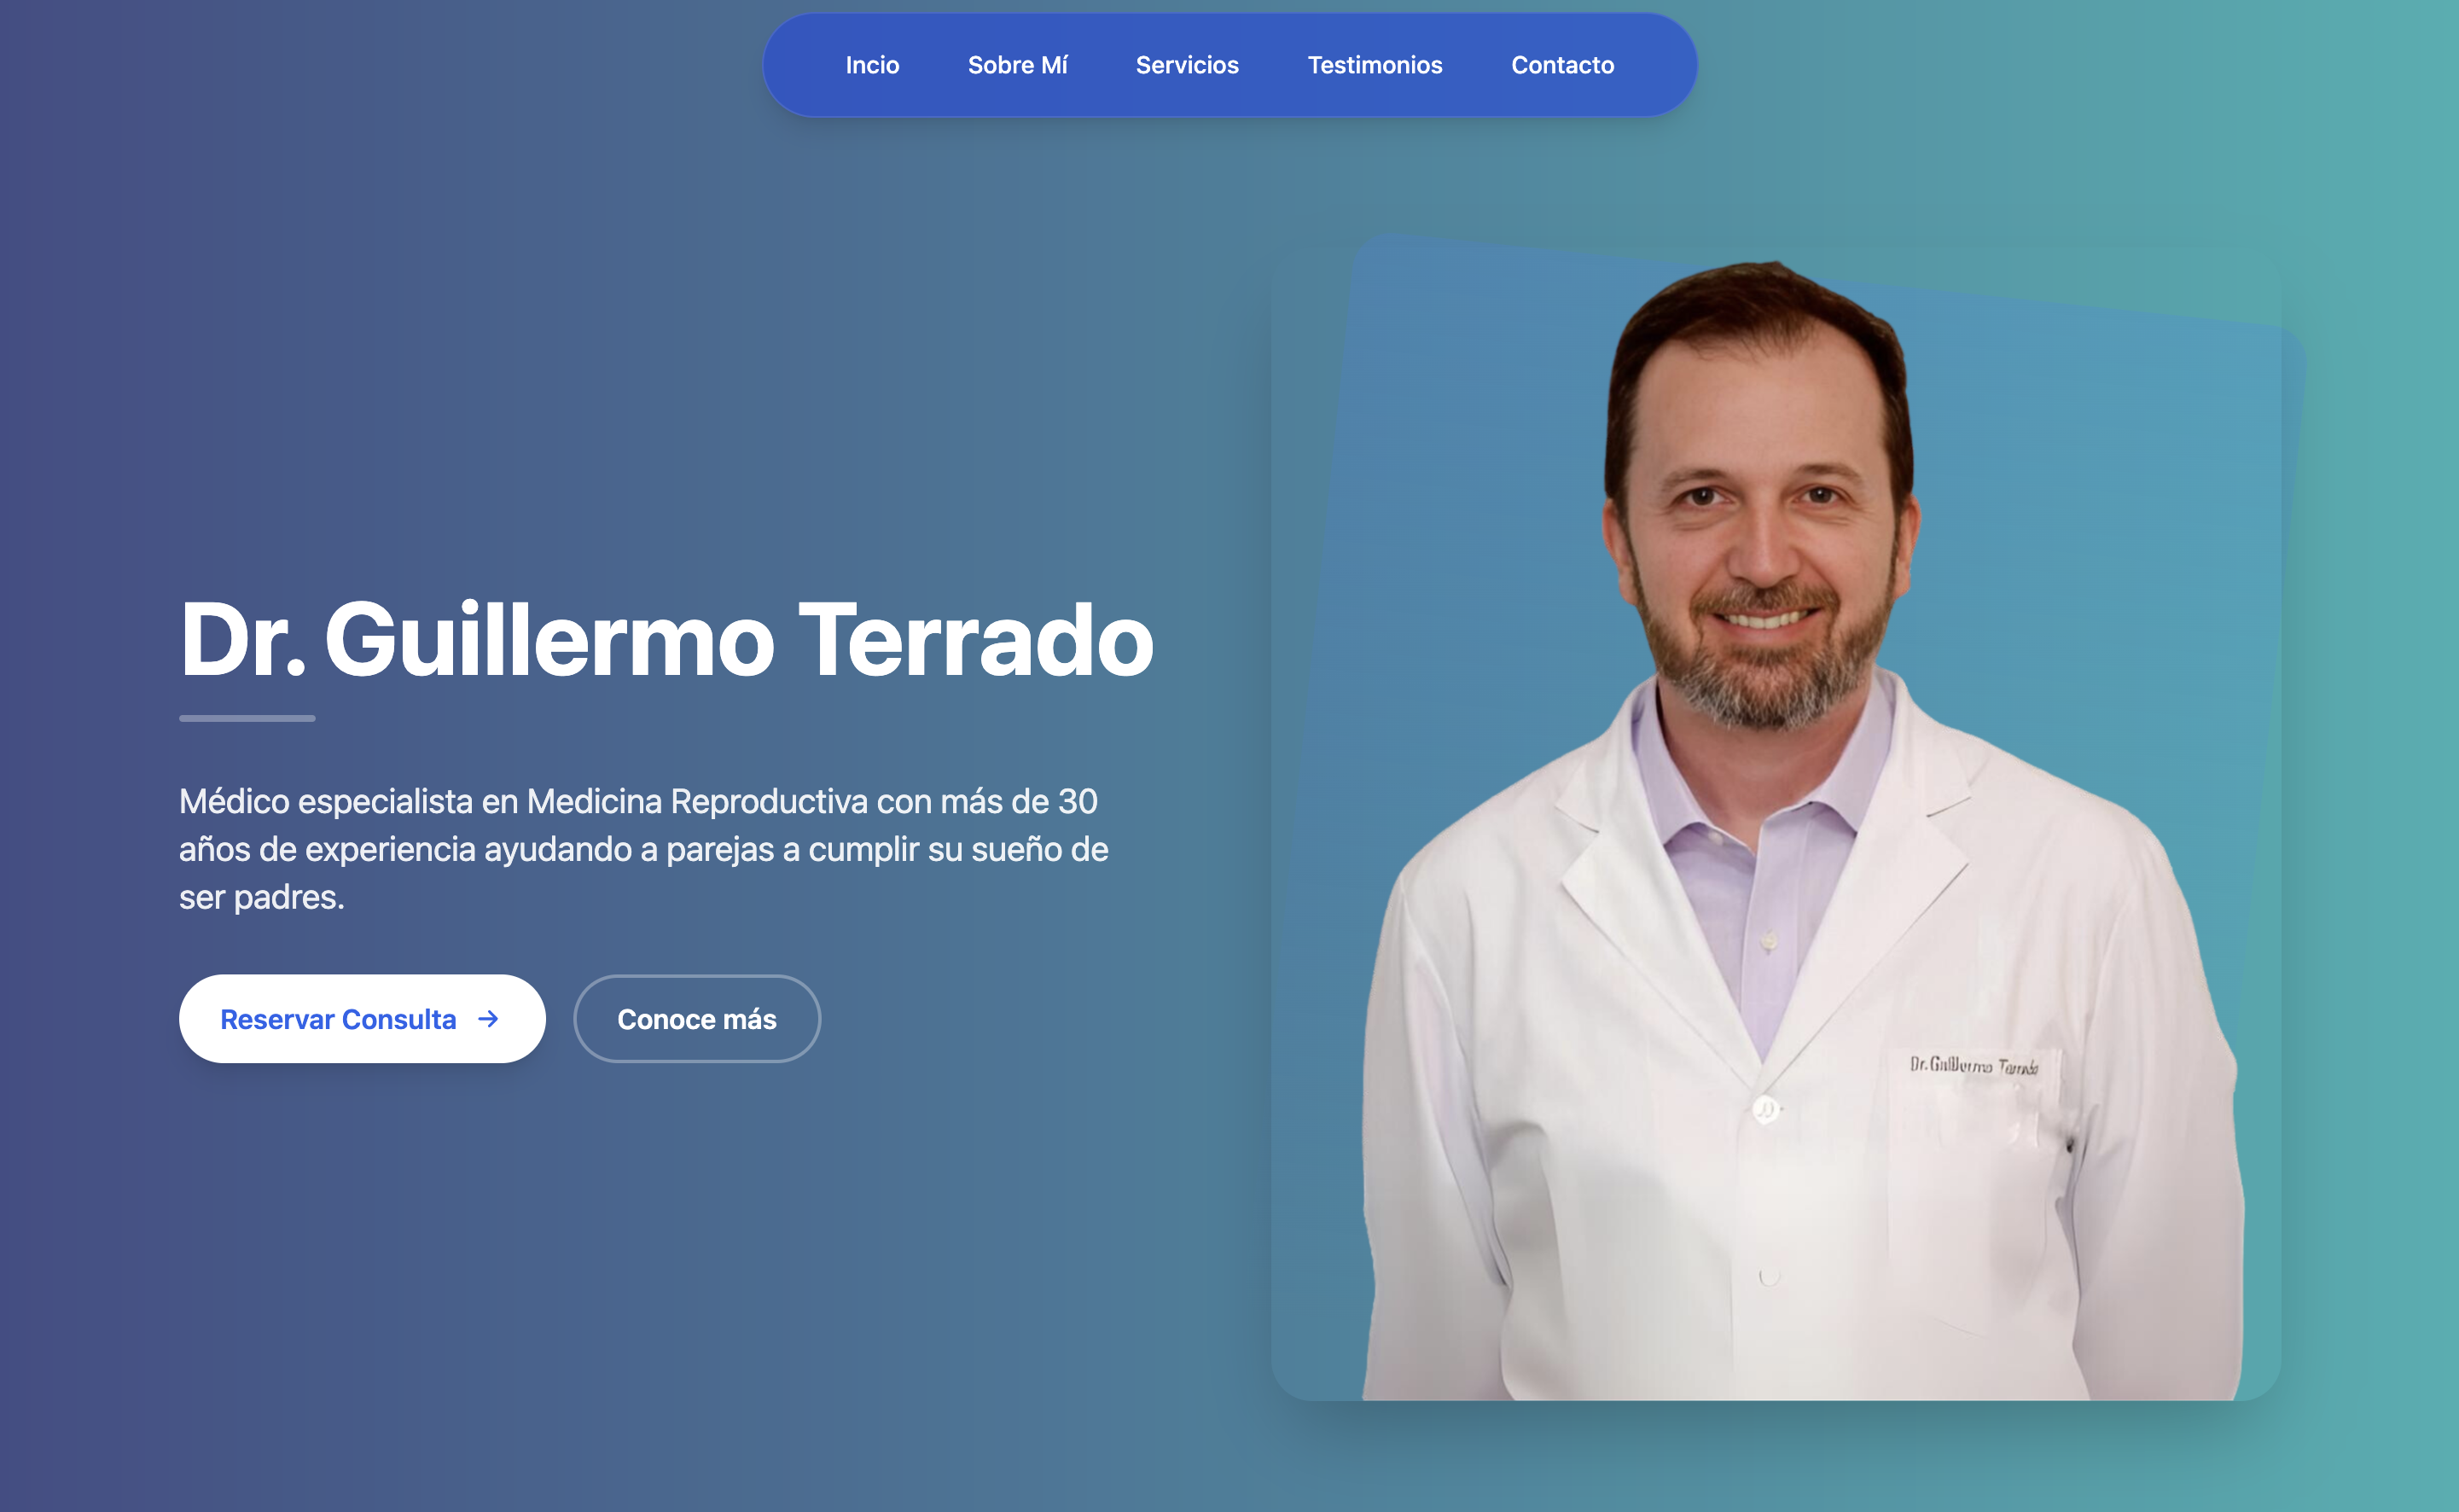 Incio
Sobre Mí
Servicios
Testimonios
Contacto
Dr. Guillermo Terrado
Médico especialista en Medicina Reproductiva con más de 30
años de experiencia ayudando a parejas a cumplir su sueño de
ser padres.
Reservar Consulta →
Conoce más
Dr. Guillermo Terrado